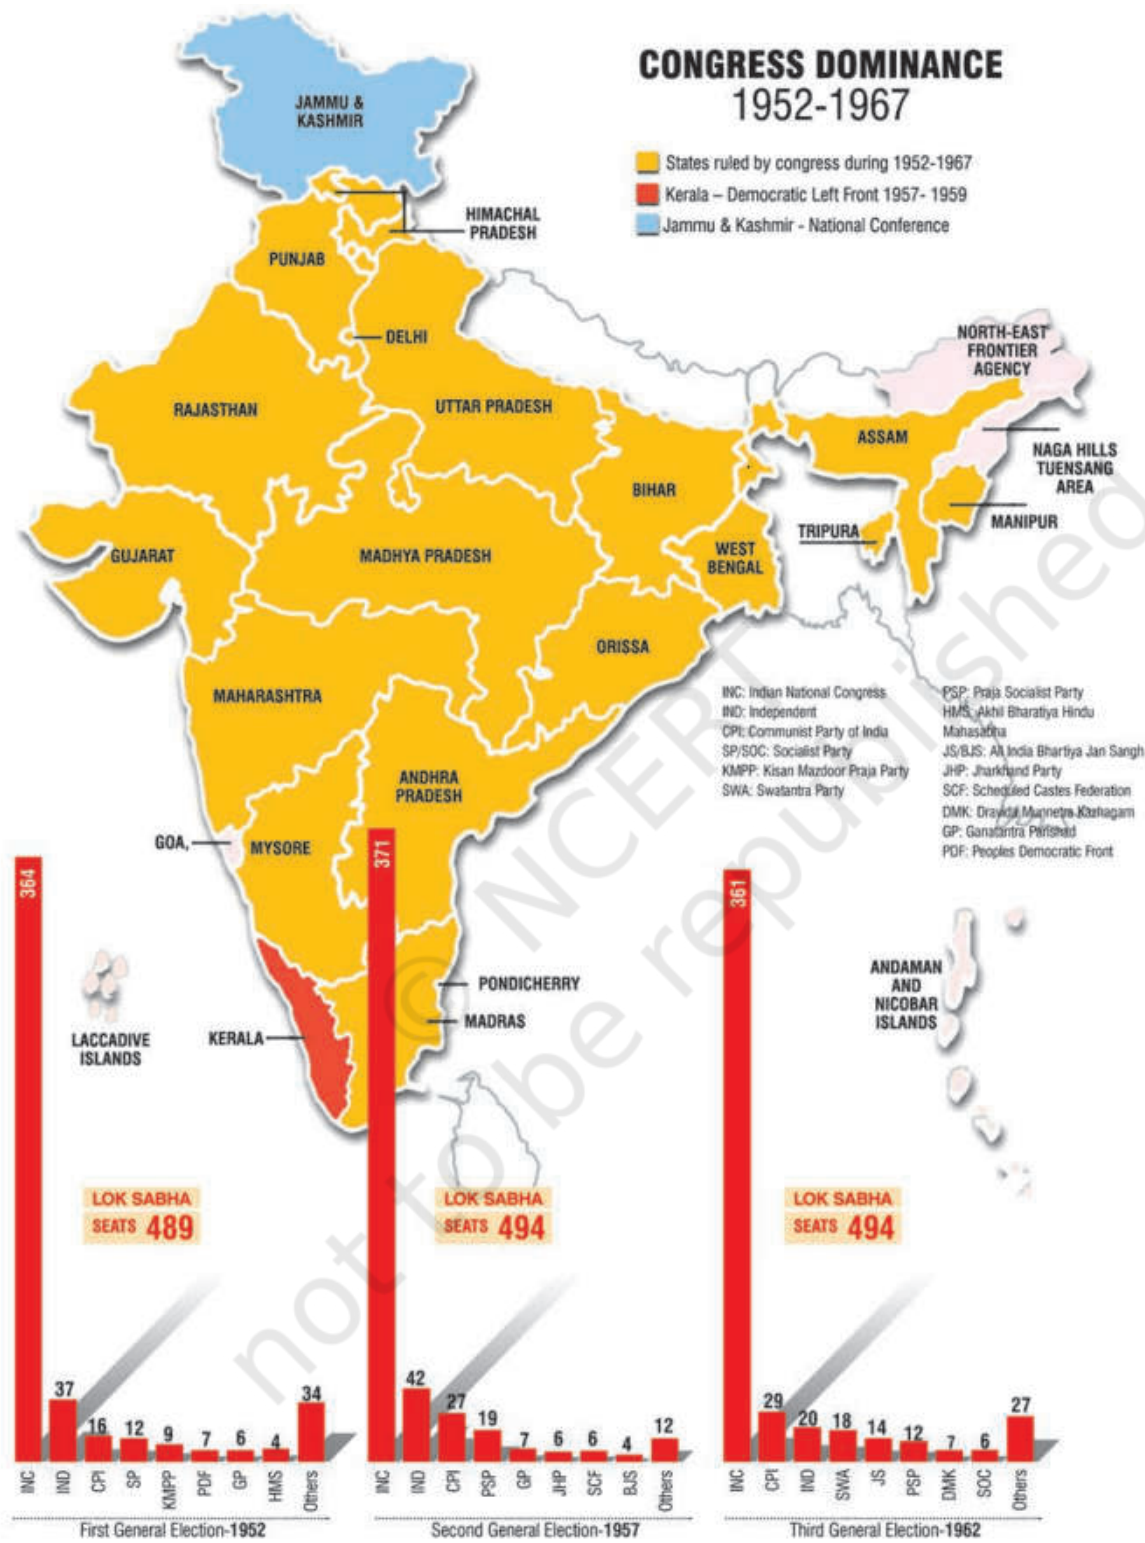 CONGRESS DOMINANCE
1952-1967
States ruled by congress during 1952-1967
Kerala – Democratic Left Front 1957- 1959
Jammu & Kashmir - National Conference
JAMMU &
KASHMIR
HIMACHAL
PRADESH
PUNJAB
DELHI
RAJASTHAN
UTTAR PRADESH
NORTH-EAST
FRONTIER
AGENCY
ASSAM
NAGA HILLS
TUENSANG
AREA
BIHAR
MANIPUR
TRIPURA
GUJARAT
MADHYA PRADESH
WEST
BENGAL
ORISSA
MAHARASHTRA
ANDHRA
PRADESH
GOA,
MYSORE
PONDICHERRY
MADRAS
KERALA
LACCADIVE
ISLANDS
ANDAMAN
AND
NICOBAR
ISLANDS
INC: Indian National Congress
IND: Independent
CPI: Communist Party of India
SP/SOC: Socialist Party
KMPP: Kisan Mazdoor Praja Party
SWA: Swatantra Party
PSP: Praja Socialist Party
HMS: Akhil Bharatiya Hindu
Mahasabha
JS/BJS: All India Bhartiya Jan Sangh
JHP: Jharkhand Party
SCF: Scheduled Castes Federation
DMK: Dravida Munnetra Kazhagam
GP: Ganatantra Parishad
PDF: Peoples Democratic Front
© NCERT
not to be republished
LOK SABHA
SEATS 489
364
37
16
12
9
7
6
4
34
INC
IND
CPI
SP
KMPP
PDF
GP
HMS
Others
First General Election-1952
LOK SABHA
SEATS 494
371
42
27
19
7
6
6
4
12
INC
IND
CPI
PSP
GP
JHP
SCF
BJS
Others
Second General Election-1957
LOK SABHA
SEATS 494
361
29
20
18
14
12
7
6
27
INC
CPI
IND
SWA
JS
PSP
DMK
SOC
Others
Third General Election-1962